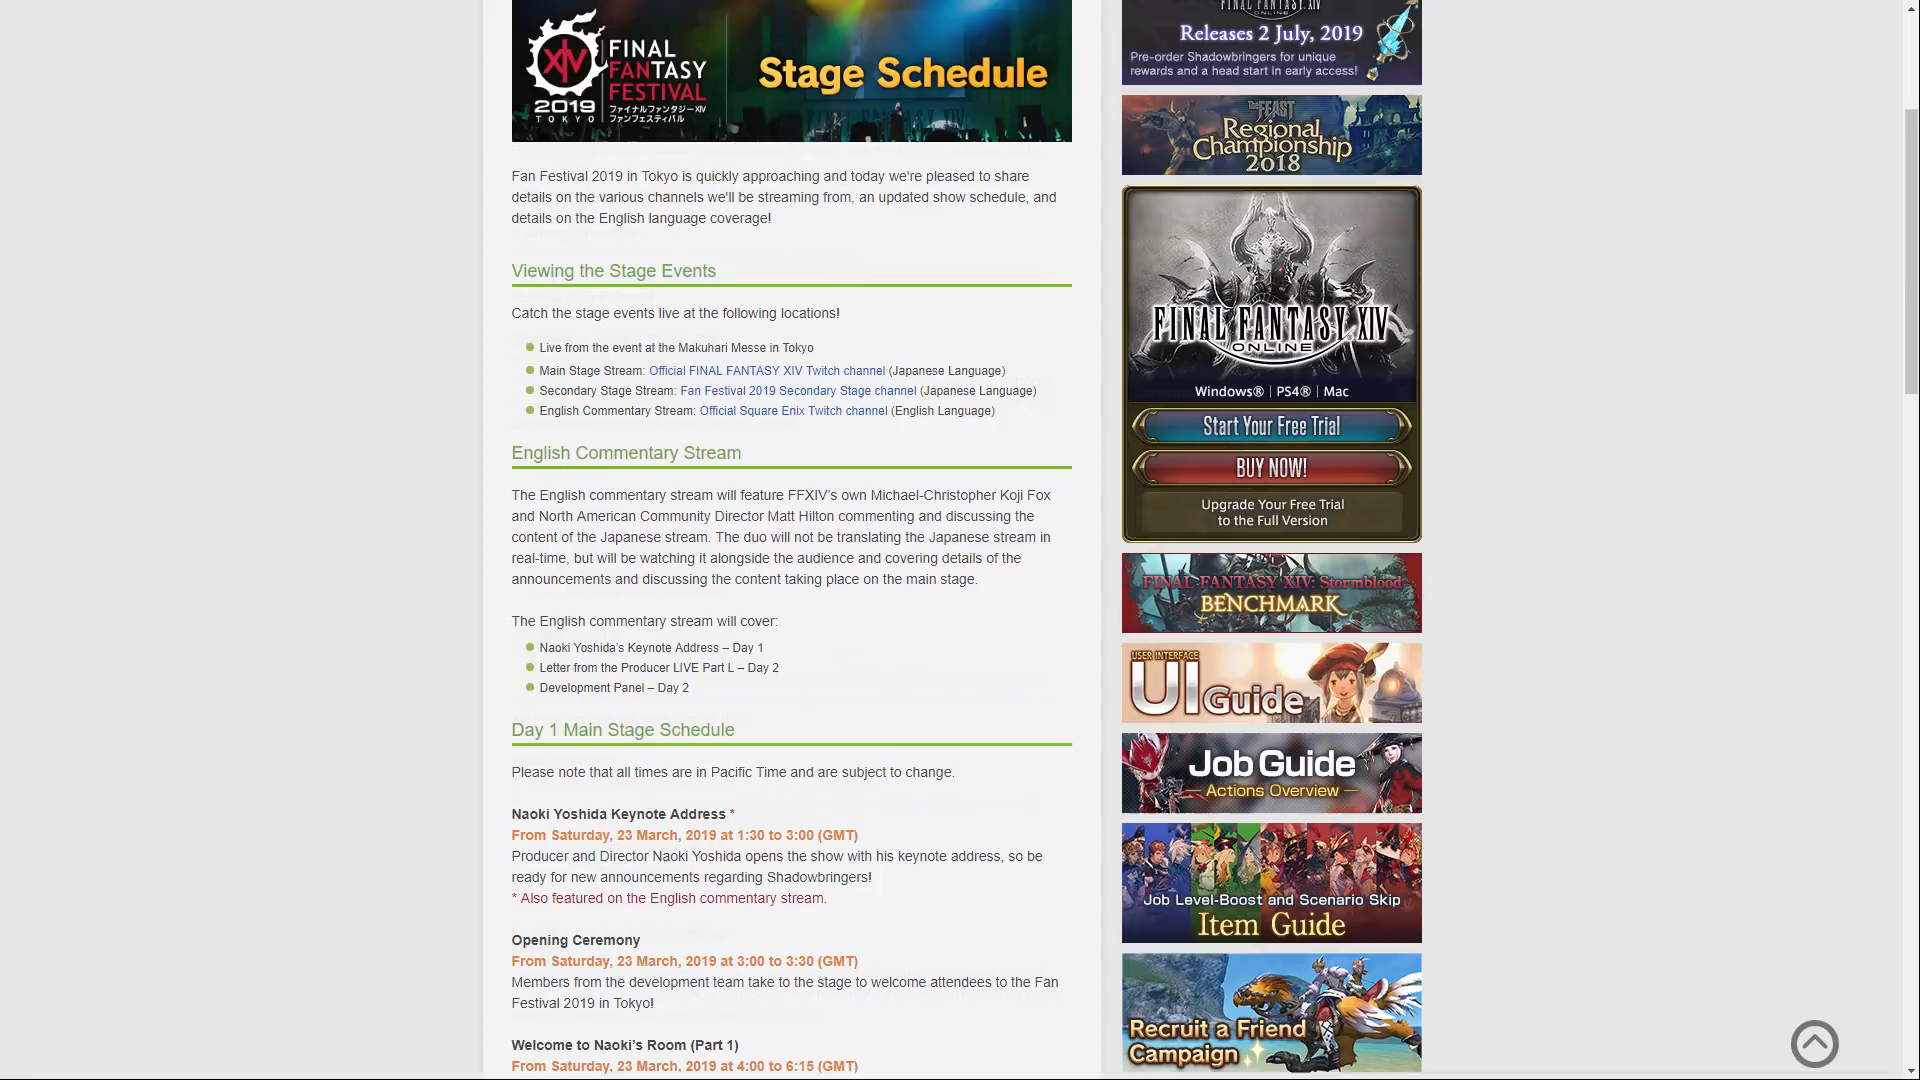 XIV
FINAL
FANTASY
FESTIVAL
2019
TOKYO
ファイナルファンタジーXIV
ファンフェスティバル
Stage Schedule
Fan Festival 2019 in Tokyo is quickly approaching and today we're pleased to share
details on the various channels we'll be streaming from, an updated show schedule, and
details on the English language coverage!
Viewing the Stage Events
Catch the stage events live at the following locations!
Live from the event at the Makuhari Messe in Tokyo
Main Stage Stream: Official FINAL FANTASY XIV Twitch channel (Japanese Language)
Secondary Stage Stream: Fan Festival 2019 Secondary Stage channel (Japanese Language)
English Commentary Stream: Official Square Enix Twitch channel (English Language)
English Commentary Stream
The English commentary stream will feature FFXIV’s own Michael-Christopher Koji Fox
and North American Community Director Matt Hilton commenting and discussing the
content of the Japanese stream. The duo will not be translating the Japanese stream in
real-time, but will be watching it alongside the audience and covering details of the
announcements and discussing the content taking place on the main stage.
The English commentary stream will cover:
Naoki Yoshida’s Keynote Address – Day 1
Letter from the Producer LIVE Part L – Day 2
Development Panel – Day 2
Day 1 Main Stage Schedule
Please note that all times are in Pacific Time and are subject to change.
Naoki Yoshida Keynote Address *
From Saturday, 23 March, 2019 at 1:30 to 3:00 (GMT)
Producer and Director Naoki Yoshida opens the show with his keynote address, so be
ready for new announcements regarding Shadowbringers!
* Also featured on the English commentary stream.
Opening Ceremony
From Saturday, 23 March, 2019 at 3:00 to 3:30 (GMT)
Members from the development team take to the stage to welcome attendees to the Fan
Festival 2019 in Tokyo!
Welcome to Naoki’s Room (Part 1)
From Saturday, 23 March, 2019 at 4:00 to 6:15 (GMT)
FINAL FANTASY XIV
ONLINE
Releases 2 July, 2019
Pre-order Shadowbringers for unique
rewards and a head start in early access!
The FEAST
Regional
Championship
2018
FINAL FANTASY XIV
ONLINE
Windows® | PS4® | Mac
Start Your Free Trial
BUY NOW!
Upgrade Your Free Trial
to the Full Version
FINAL FANTASY XIV: Stormblood
BENCHMARK
USER INTERFACE
UI Guide
Job Guide
Actions Overview
Job Level-Boost and Scenario Skip
Item Guide
Recruit a Friend
Campaign